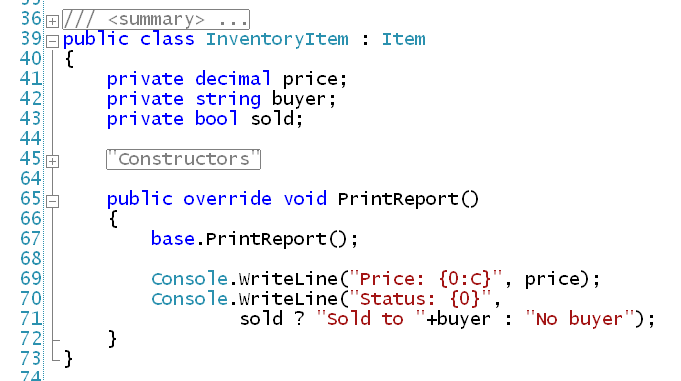 36 /// <summary> ...
39 public class InventoryItem : Item
40 {
41 private decimal price;
42 private string buyer;
43 private bool sold;
44
45 "Constructors"
64
65 public override void PrintReport()
66 {
67 base.PrintReport();
68
69 Console.WriteLine("Price: {0:C}", price);
70 Console.WriteLine("Status: {0}",
71 sold ? "Sold to "+buyer : "No buyer");
72 }
73 }
74